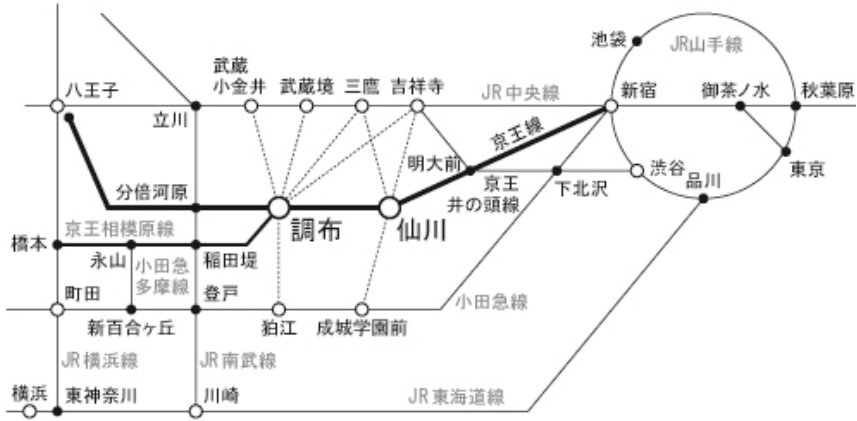 池袋
JR山手線
武蔵
小金井
武蔵境
三鷹
吉祥寺
八王子
JR中央線
新宿
御茶ノ水
秋葉原
立川
京王線
明大前
分倍河原
京王
井の頭線
下北沢
渋谷
品川
東京
調布
仙川
京王相模原線
橋本
永山
小田急
多摩線
稲田堤
町田
登戸
小田急線
新百合ヶ丘
狛江
成城学園前
JR横浜線
JR南武線
横浜
東神奈川
川崎
JR東海道線